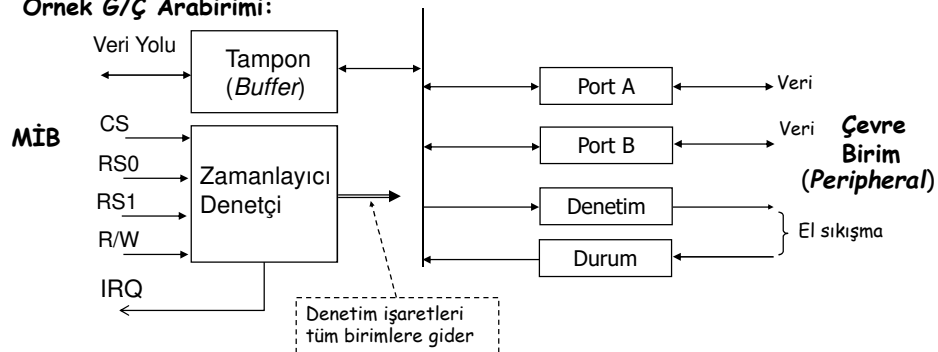 Örnek G/Ç Arabirimi:
Veri Yolu
Tampon
(Buffer)
MİB
CS
RS0
RS1
R/W
IRQ
Zamanlayıcı
Denetçi
Denetim işaretleri
tüm birimlere gider
Port A
Veri
Port B
Veri
Denetim
Durum
El sıkışma
Çevre
Birim
(Peripheral)